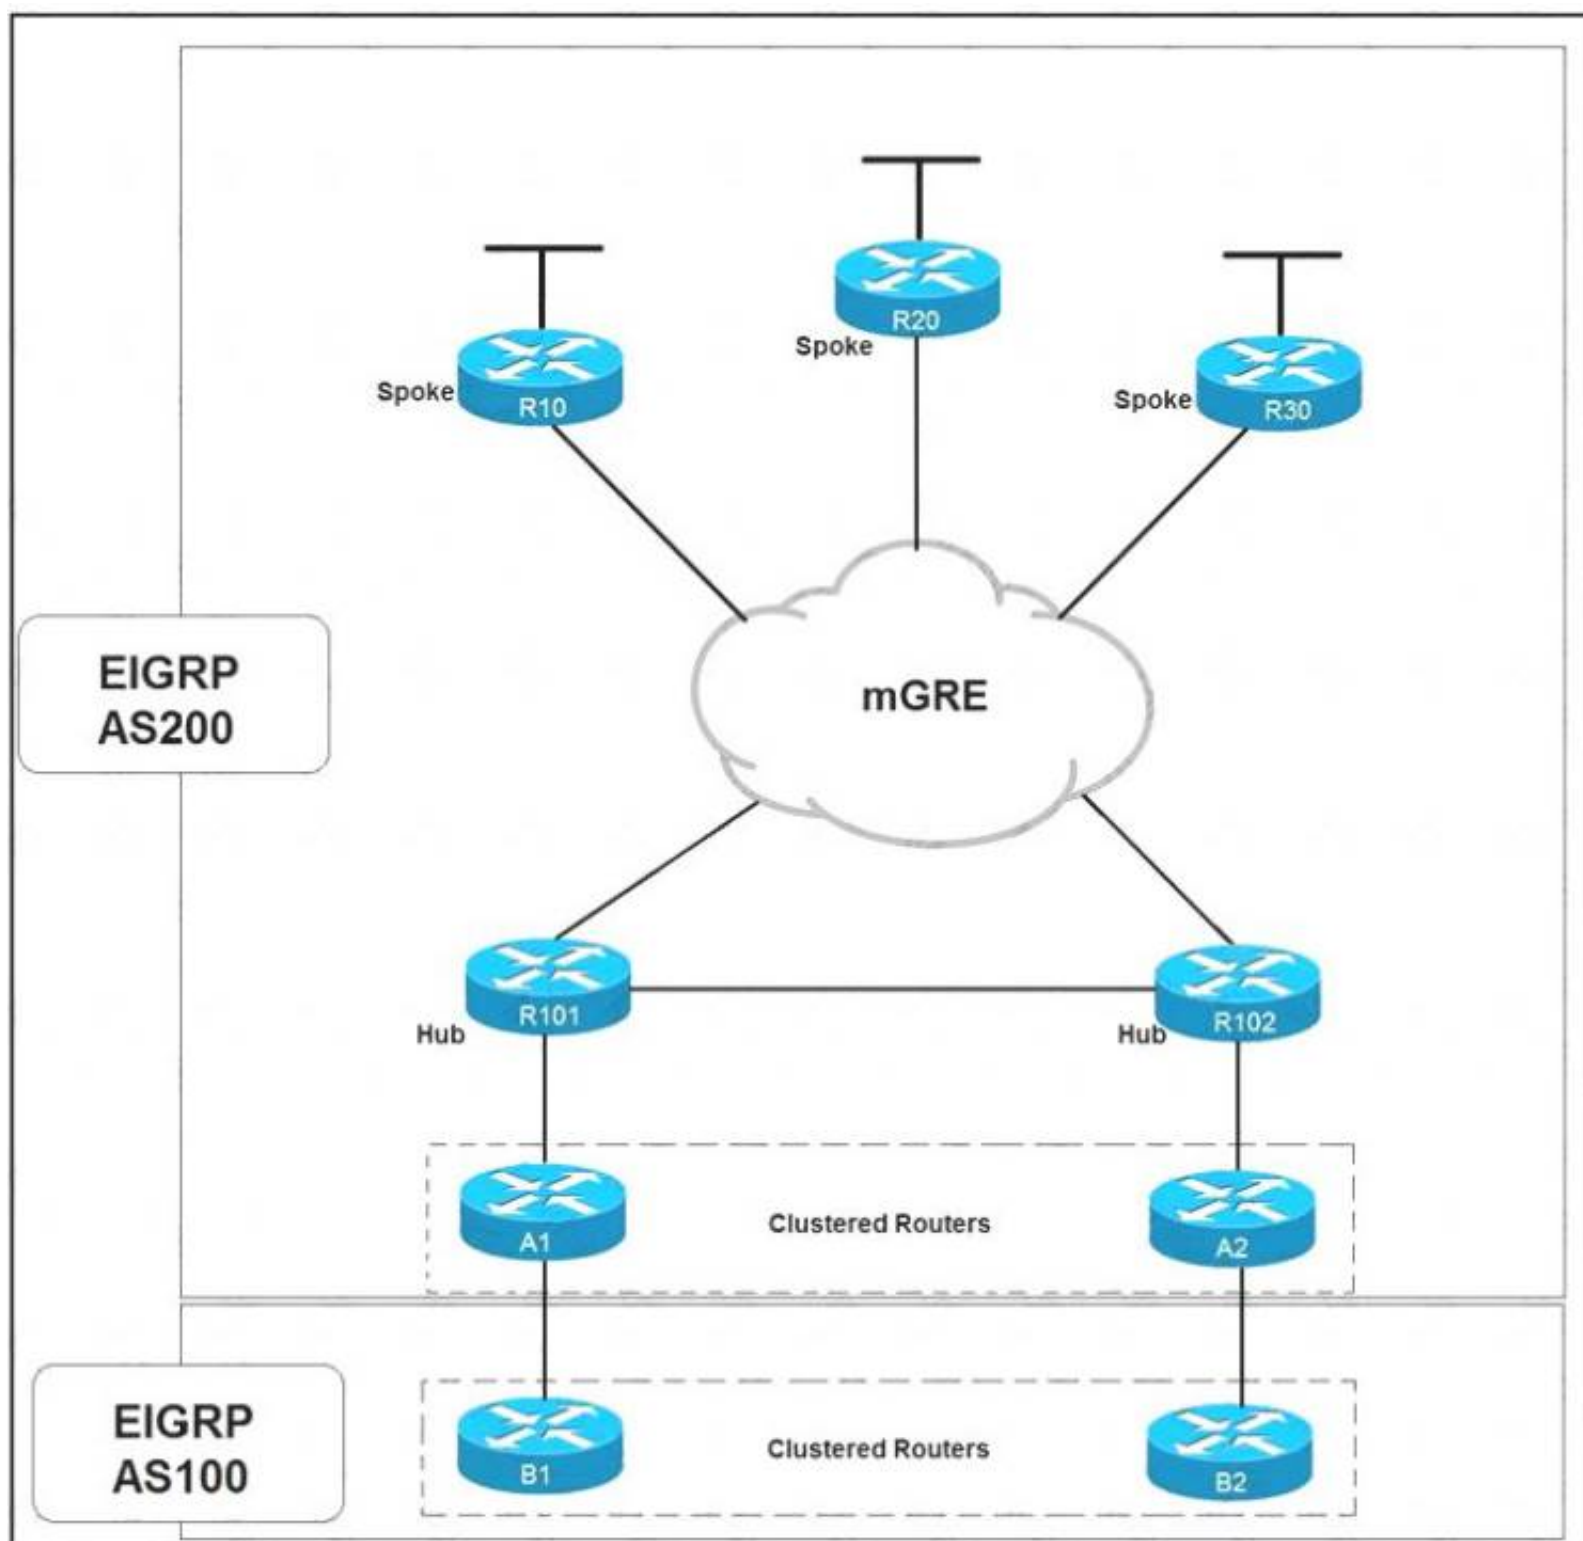 R20
Spoke
R10
Spoke
R30
Spoke
EIGRP
AS200
mGRE
R101
Hub
R102
Hub
A1
Clustered Routers
A2
EIGRP
AS100
B1
Clustered Routers
B2